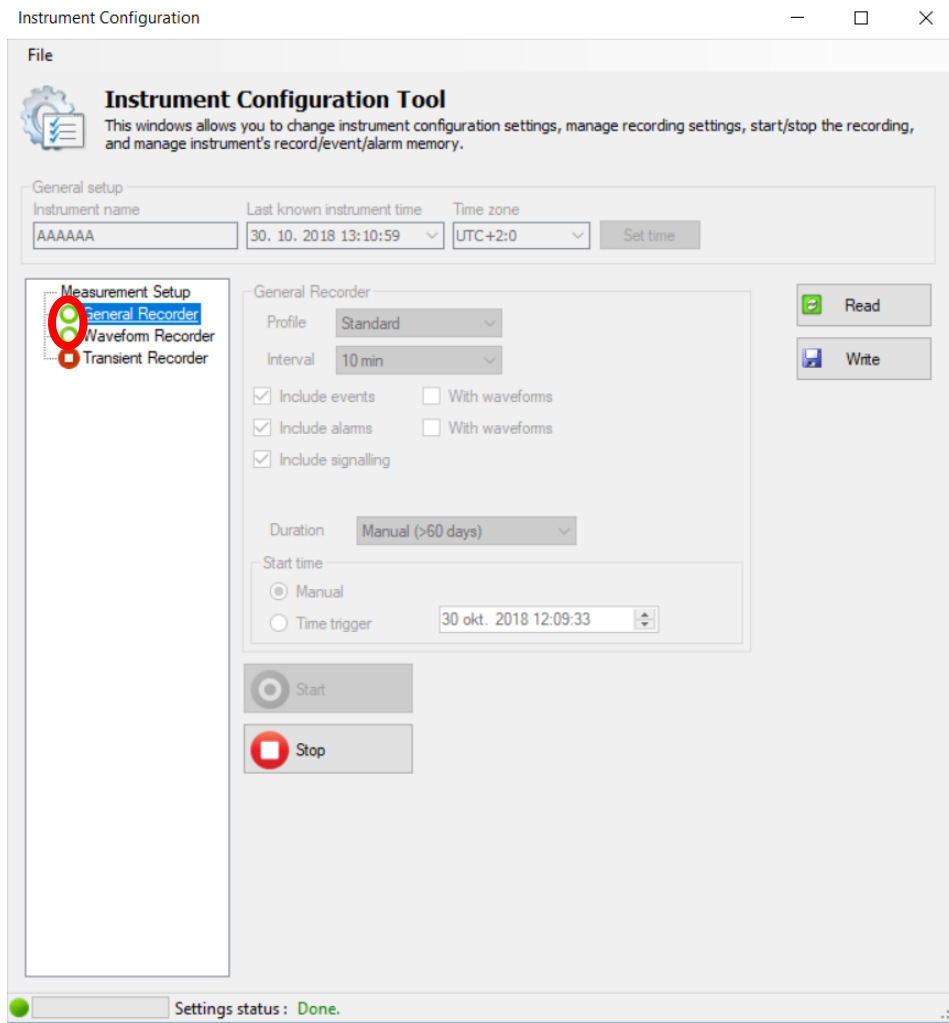 Instrument Configuration
File
Instrument Configuration Tool
This windows allows you to change instrument configuration settings, manage recording settings, start/stop the recording,
and manage instrument's record/event/alarm memory.
General setup
Instrument name Last known instrument time Time zone
AAAAAA 30. 10. 2018 13:10:59 UTC+2:0 Set time
Measurement Setup
General Recorder
Waveform Recorder
Transient Recorder
General Recorder
Profile Standard
Interval 10 min
Include events With waveforms
Include alarms With waveforms
Include signalling
Duration Manual (>60 days)
Start time
Manual
Time trigger 30 okt. 2018 12:09:33
Start
Stop
Read
Write
Settings status : Done.